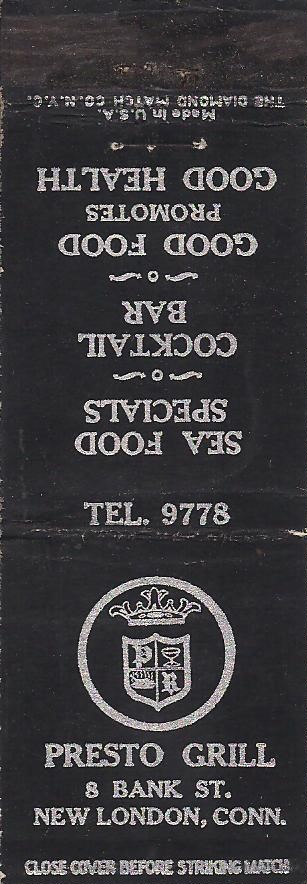 SEA FOOD
SPECIALS
COCKTAIL
BAR
GOOD FOOD
PROMOTES
GOOD HEALTH
Made in U.S.A.
THE DIAMOND MATCH CO. N.Y.C.
TEL. 9778
P
R
PRESTO GRILL
8 BANK ST.
NEW LONDON, CONN.
CLOSE COVER BEFORE STRIKING MATCH